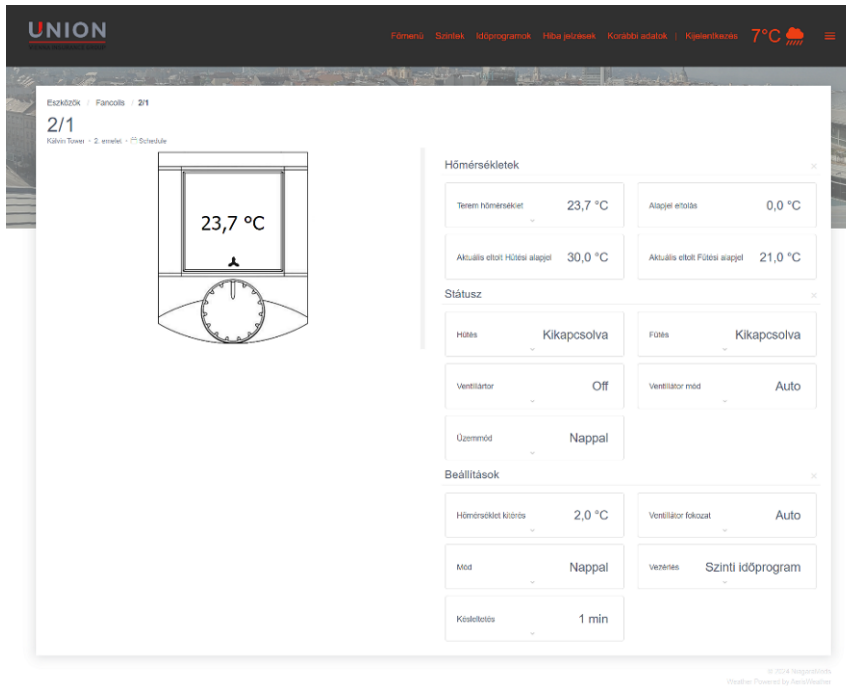 UNION
Főmenü Szintek Időprogramok Hiba jelzések Korábbi adatok | Kijelentkezés 7°C
Eszközök / Fancoils / 2/1
2/1
Kálvin Tower - 2. emelet - Schedule
23,7 °C
Hőmérsékletek
Terem hőmérséklet 23,7 °C
Alapjel eltolás 0,0 °C
Aktuális eltolt Hűtési alapjel 30,0 °C
Aktuális eltolt Fűtési alapjel 21,0 °C
Státusz
Hűtés Kikapcsolva
Fűtés Kikapcsolva
Ventillártor Off
Ventillátor mód Auto
Üzemmód Nappal
Beállítások
Hőmérséklet kitérés 2,0 °C
Ventillátor fokozat Auto
Mód Nappal
Vezérlés Szinti időprogram
Késleltetés 1 min
Weather Powered by AerisWeather